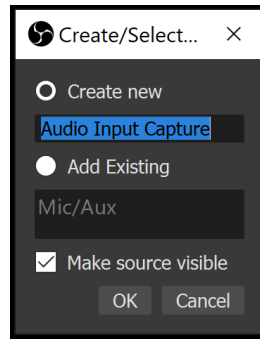 Create/Select...
Create new
Audio Input Capture
Add Existing
Mic/Aux
Make source visible
OK Cancel